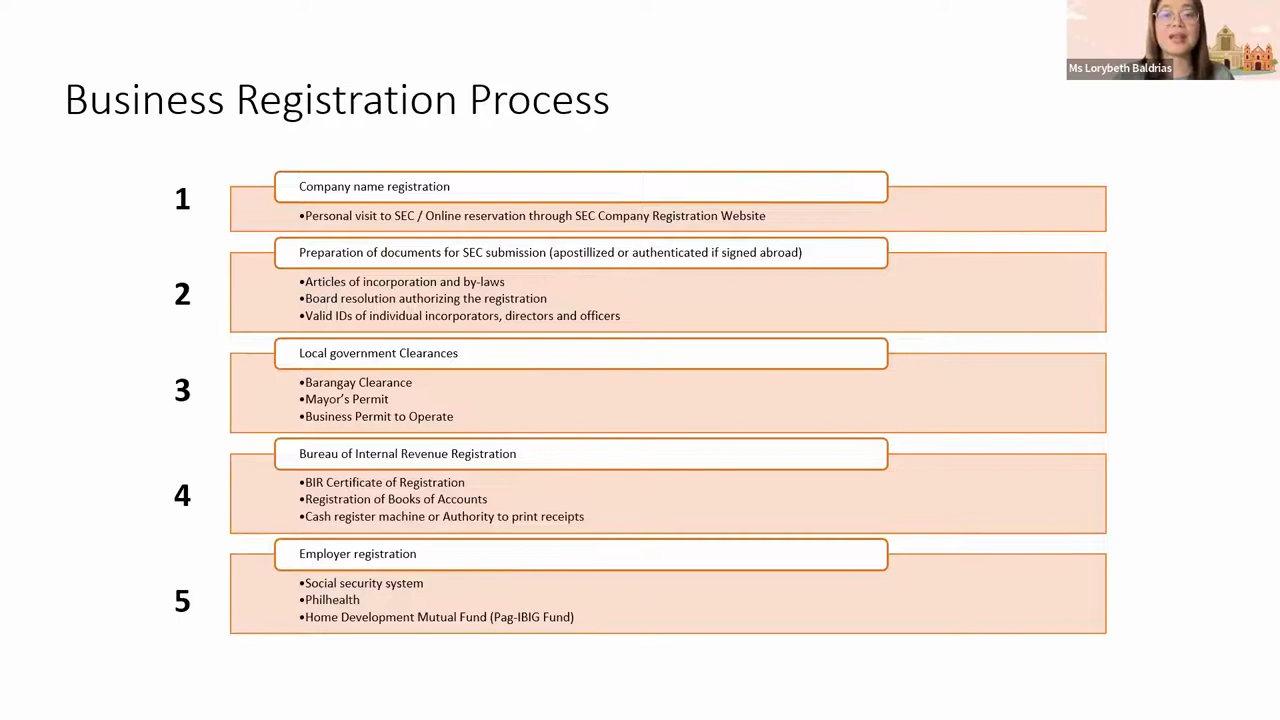 Ms Lorybeth Baldrias
Business Registration Process
1
Company name registration
•Personal visit to SEC / Online reservation through SEC Company Registration Website
2
Preparation of documents for SEC submission (apostillized or authenticated if signed abroad)
•Articles of incorporation and by-laws
•Board resolution authorizing the registration
•Valid IDs of individual incorporators, directors and officers
3
Local government Clearances
•Barangay Clearance
•Mayor’s Permit
•Business Permit to Operate
4
Bureau of Internal Revenue Registration
•BIR Certificate of Registration
•Registration of Books of Accounts
•Cash register machine or Authority to print receipts
5
Employer registration
•Social security system
•Philhealth
•Home Development Mutual Fund (Pag-IBIG Fund)